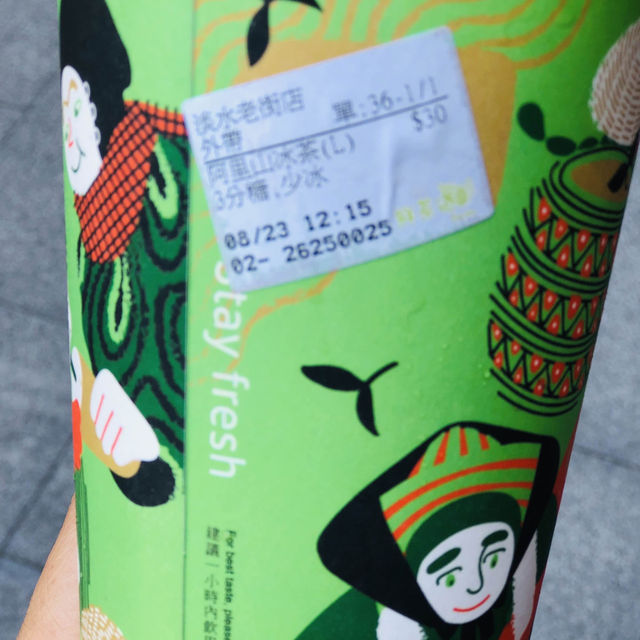 淡水老街店
單:36-1/1
外帶
$30
阿里山冰茶(L)
3分糖,少冰
08/23 12:15
02- 26250025
Stay fresh
For best taste, please
建議一小時內飲